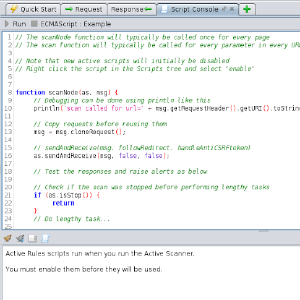 Quick Start Request Response Script Console
Run ECMAScript : Example
1 // The scanNode function will typically be called once for every page
2 // The scan function will typically be called for every parameter in every URL
3
4 // Note that new active scripts will initially be disabled
5 // Right click the script in the Scripts tree and select "enable"
6
7
8 function scanNode(as, msg) {
9 // Debugging can be done using println like this
10 println('scan called for url=' + msg.getRequestHeader().getURI().toString
11
12 // Copy requests before reusing them
13 msg = msg.cloneRequest();
14
15 // sendAndReceive(msg, followRedirect, handleAntiCSRFtoken)
16 as.sendAndReceive(msg, false, false);
17
18 // Test the responses and raise alerts as below
19
20 // Check if the scan was stopped before performing lengthy tasks
21 if (as.isStop()) {
22 return
23 }
24 // Do lengthy task...
25
Active Rules scripts run when you run the Active Scanner.
You must enable them before they will be used.